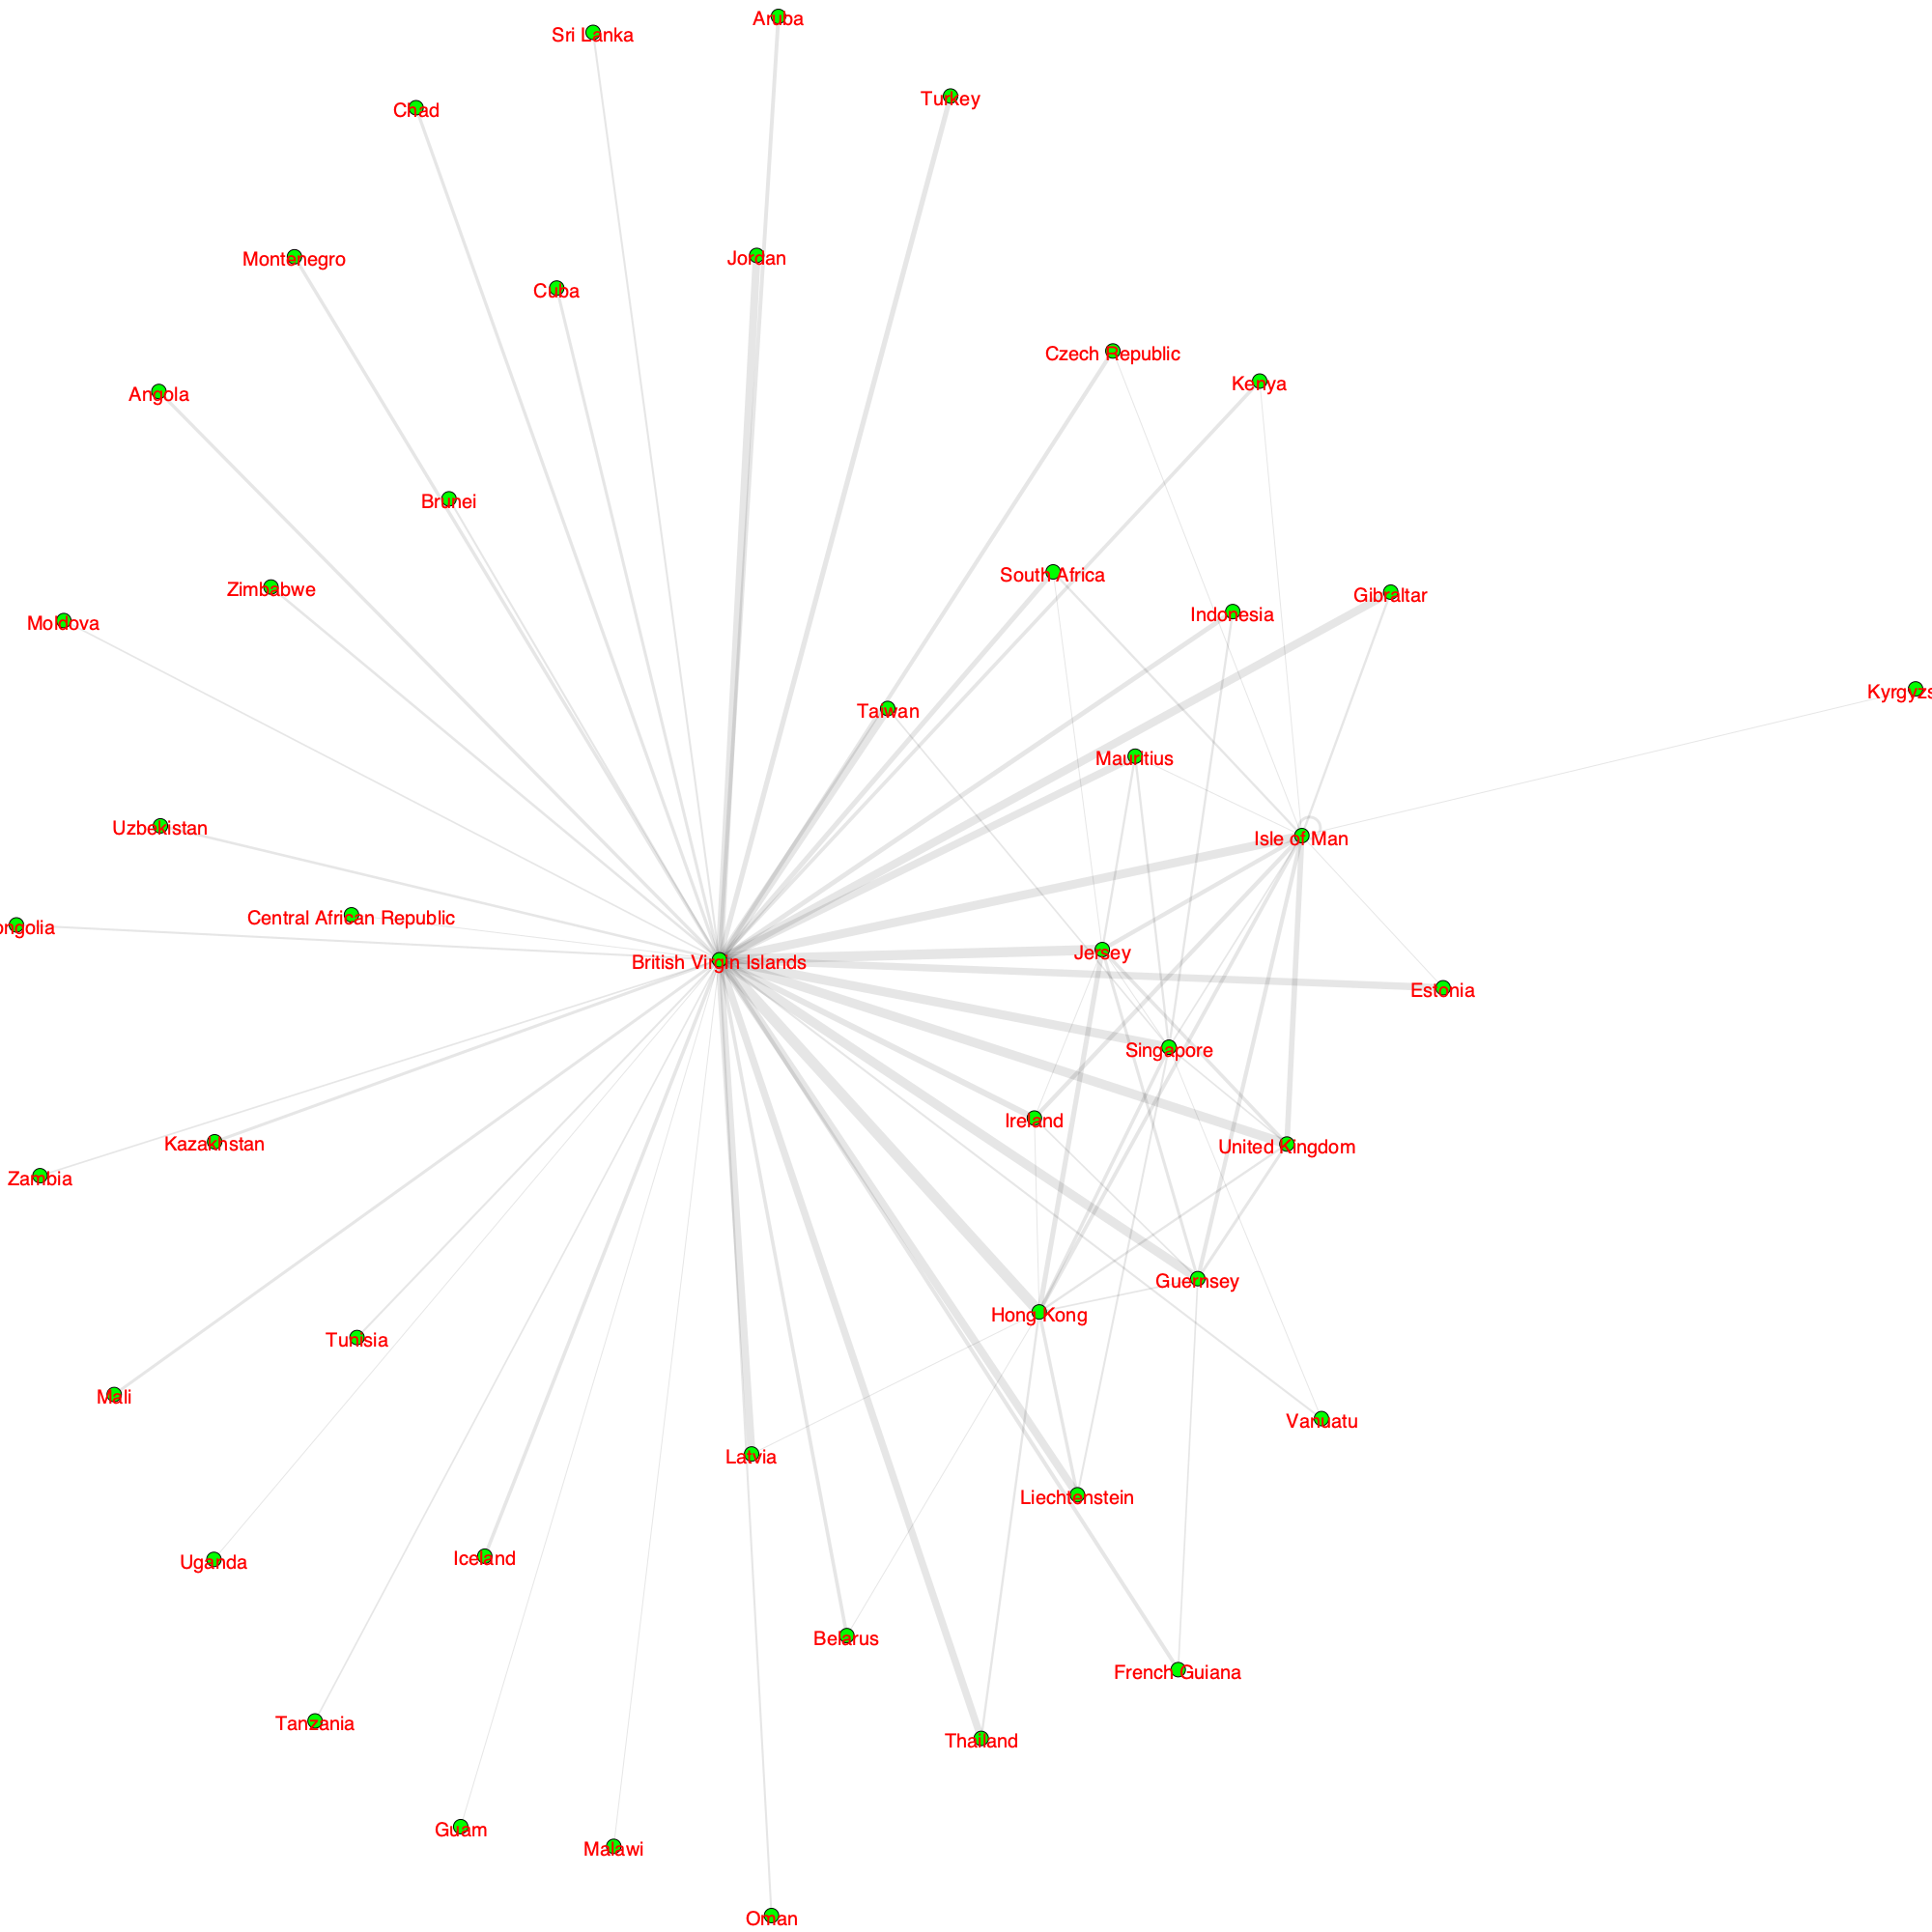 Aruba
Sri Lanka
Turkey
Chad
Jordan
Montenegro
Cuba
Czech Republic
Kenya
Angola
Brunei
South Africa
Zimbabwe
Gibraltar
Indonesia
Moldova
Kyrgyzs
Taiwan
Mauritius
Uzbekistan
Isle of Man
Central African Republic
ongolia
Jersey
British Virgin Islands
Estonia
Singapore
Ireland
Kazakhstan
United Kingdom
Zambia
Guernsey
Hong Kong
Tunisia
Mali
Vanuatu
Latvia
Liechtenstein
Iceland
Uganda
Belarus
French Guiana
Tanzania
Thailand
Guam
Malawi
Oman